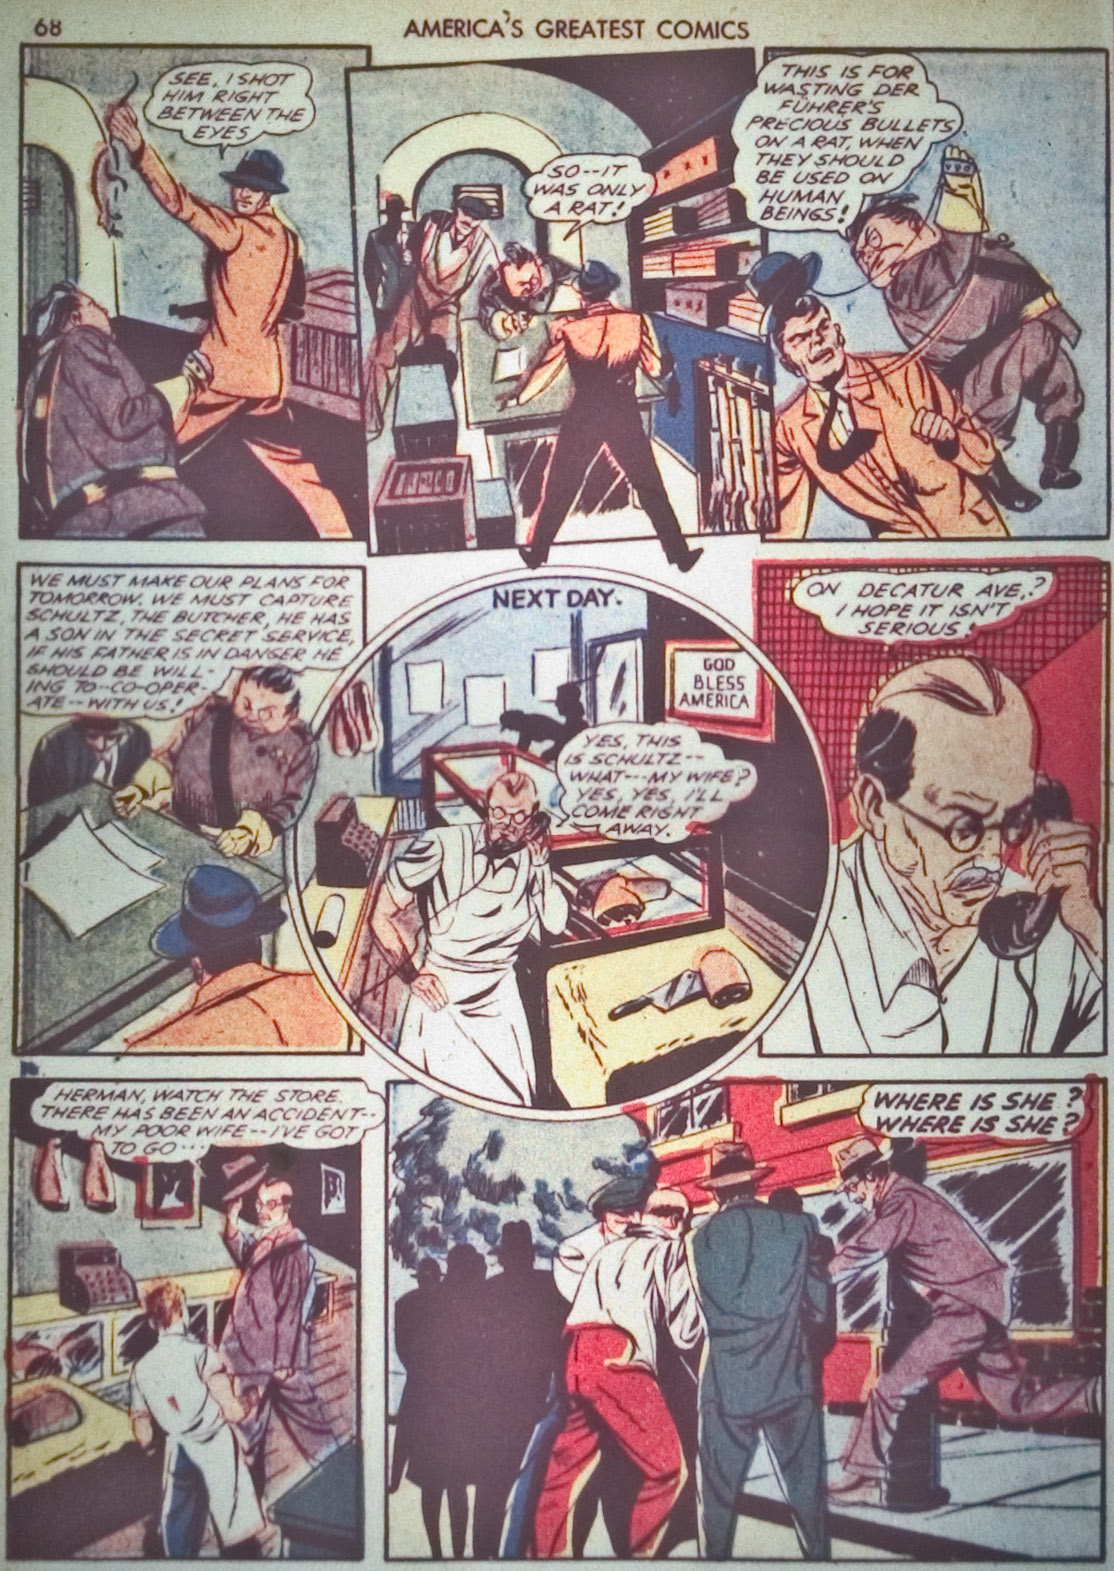 68
AMERICA'S GREATEST COMICS
SEE, I SHOT
HIM RIGHT
BETWEEN THE
EYES
SO--IT
WAS ONLY
A RAT!
THIS IS FOR
WASTING DER
FÜHRER'S
PRECIOUS BULLETS
ON A RAT, WHEN
THEY SHOULD
BE USED ON
HUMAN
BEINGS!
WE MUST MAKE OUR PLANS FOR
TOMORROW. WE MUST CAPTURE
SCHULTZ, THE BUTCHER, HE HAS
A SON IN THE SECRET SERVICE,
IF HIS FATHER IS IN DANGER HE
SHOULD BE WILL-
ING TO--CO-OPER-
ATE--WITH US!
NEXT DAY.
GOD
BLESS
AMERICA
YES, THIS
IS SCHULTZ--
WHAT---MY WIFE?
YES, YES, I'LL
COME RIGHT
AWAY.
ON DECATUR AVE,?
I HOPE IT ISN'T
SERIOUS!
HERMAN, WATCH THE STORE.
THERE HAS BEEN AN ACCIDENT--
MY POOR WIFE--I'VE GOT
TO GO...
WHERE IS SHE?
WHERE IS SHE?